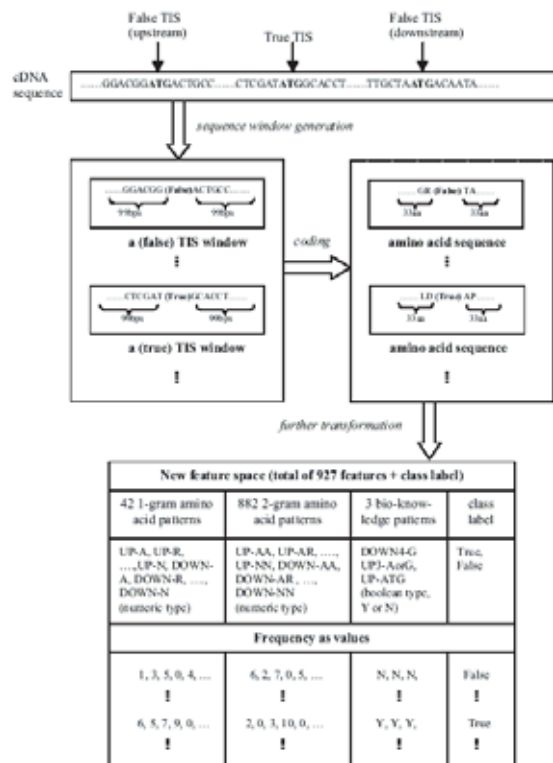 False TIS
(upstream)
True TIS
False TIS
(downstream)
cDNA
sequence
......GGACGGATGACTGCC......CTCGATATGGCACCT......TTGCTAATGACAATA......
sequence window generation
......GGACGG (False)ACTGCC......
99bps
99bps
a (false) TIS window
......CTCGAT (True)GCACCT......
99bps
99bps
a (true) TIS window
coding
...... GR (False) TA......
33aa
33aa
amino acid sequence
...... LD (True) AP......
33aa
33aa
amino acid sequence
further transformation
New feature space (total of 927 features + class label)
42 1-gram amino
acid patterns
882 2-gram amino
acid patterns
3 bio-know-
ledge patterns
class
label
UP-A, UP-R,
....,UP-N, DOWN-
A, DOWN-R, ....,
DOWN-N
(numeric type)
UP-AA, UP-AR, ....,
UP-NN, DOWN-AA,
DOWN-AR, ....,
DOWN-NN
(numeric type)
DOWN4-G
UP3-AorG,
UP-ATG
(boolean type,
Y or N)
True,
False
Frequency as values
1, 3, 5, 0, 4, ...
6, 2, 7, 0, 5, ...
N, N, N,
False
6, 5, 7, 9, 0, ...
2, 0, 3, 10, 0, ...
Y, Y, Y,
True